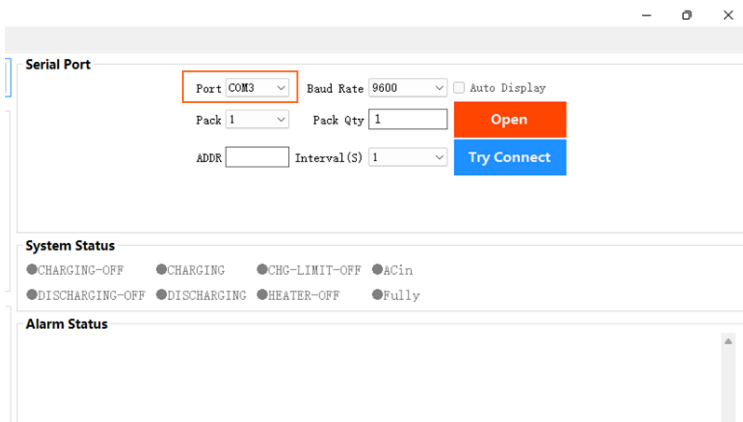 Serial Port
Port COM3 Baud Rate 9600 Auto Display
Pack 1 Pack Qty 1 Open
ADDR Interval(S) 1 Try Connect
System Status
CHARGING-OFF CHARGING CHG-LIMIT-OFF ACin
DISCHARGING-OFF DISCHARGING HEATER-OFF Fully
Alarm Status